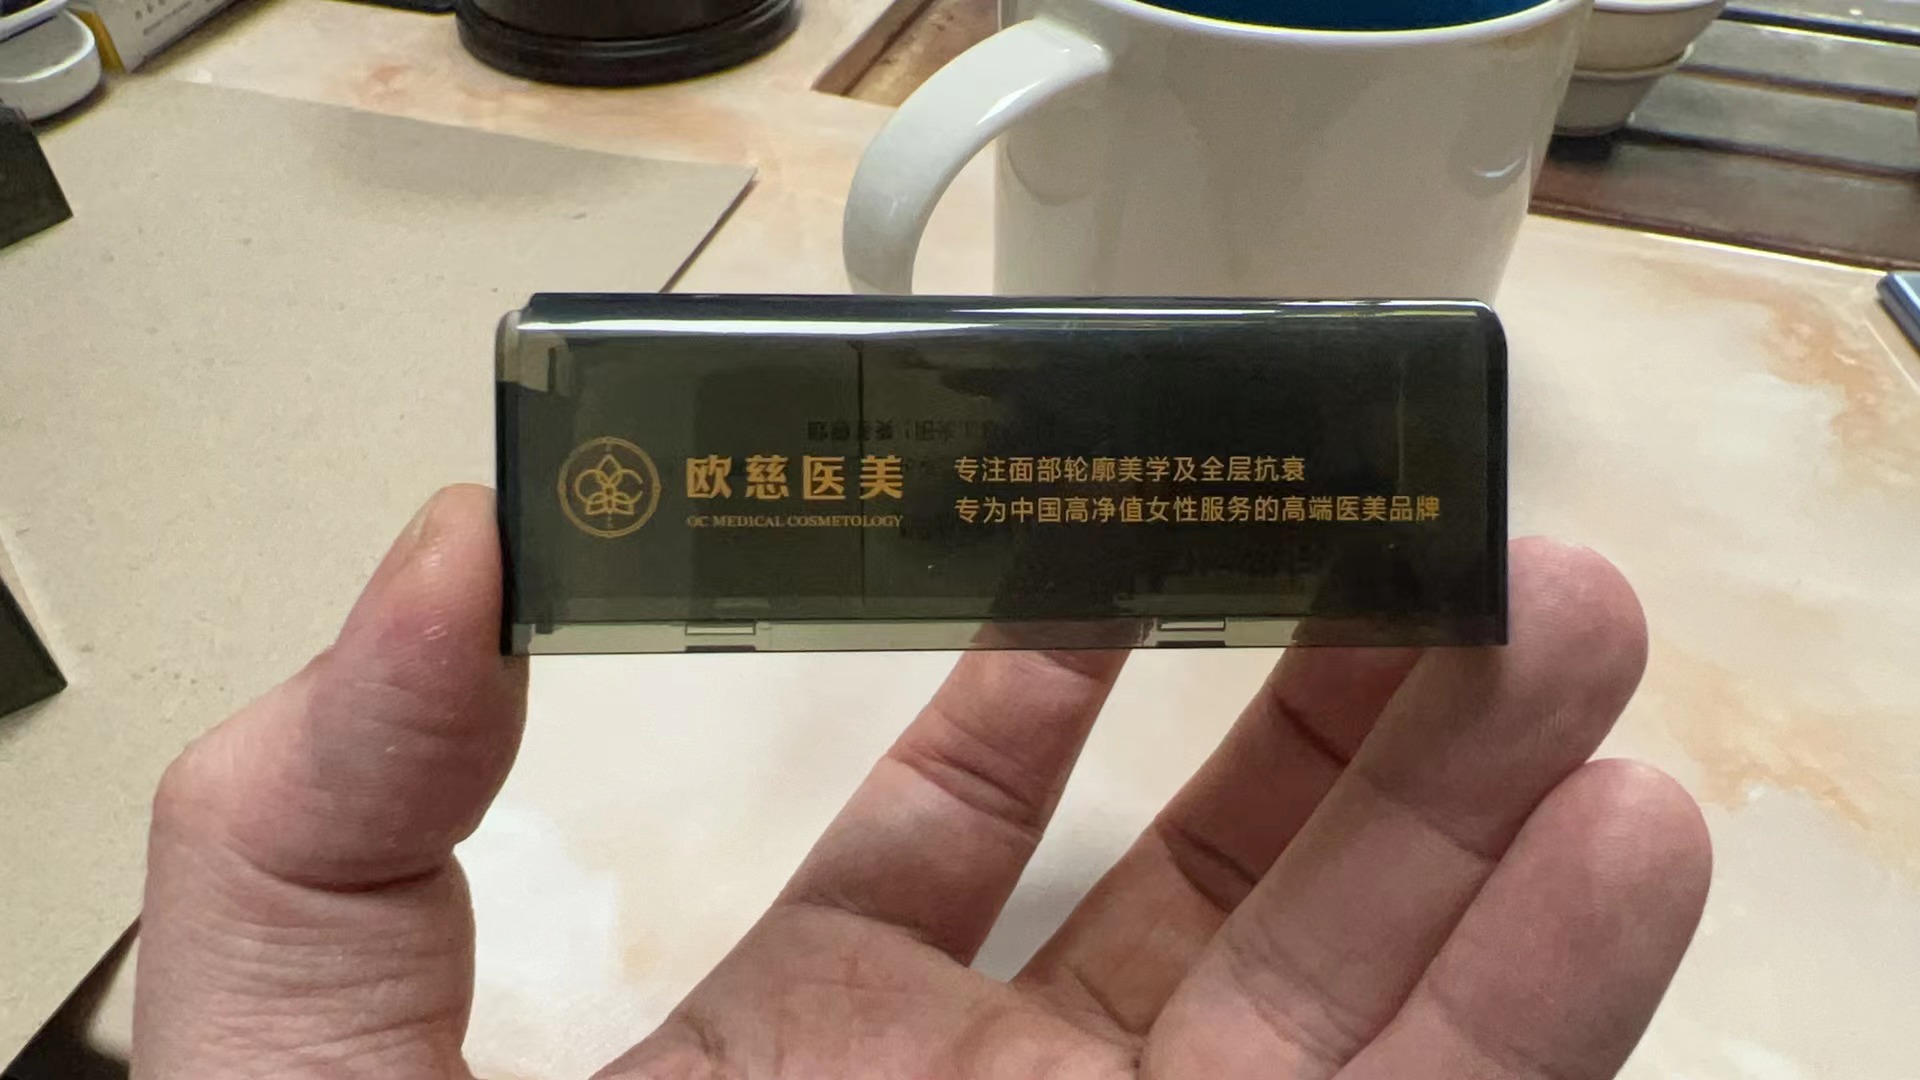 欧慈医美
OC MEDICAL COSMETOLOGY
专注面部轮廓美学及全层抗衰
专为中国高净值女性服务的高端医美品牌